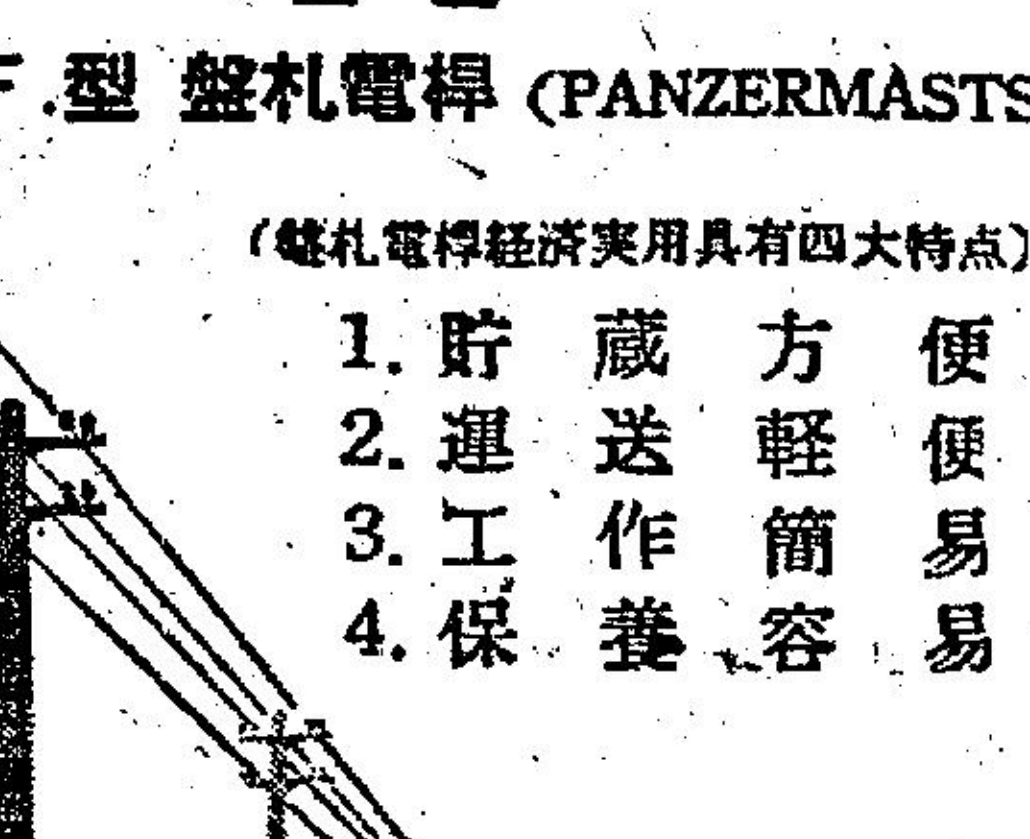 F.型 盤札電桿 (PANZERMASTS
(盤札電桿経済実用具有四大特点)
1. 貯蔵方便
2. 運送軽便
3. 工作簡易
4. 保養容易